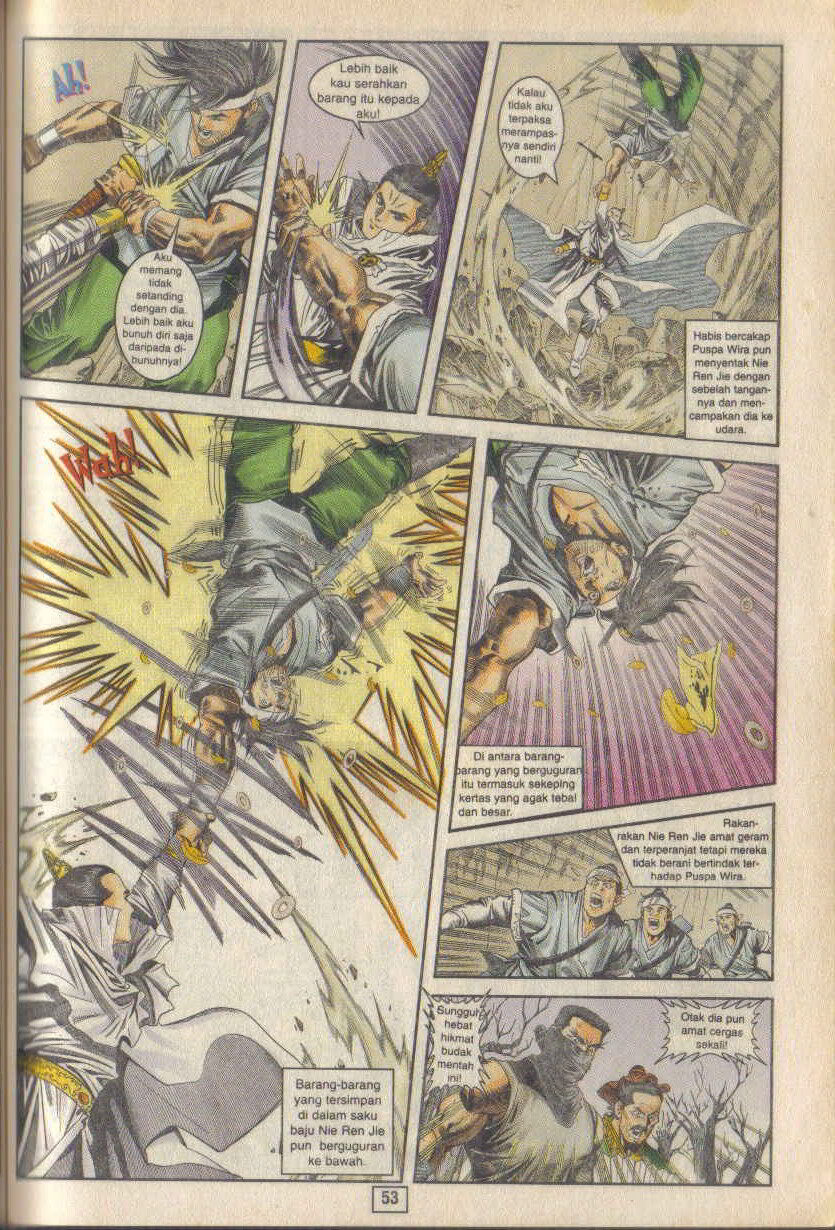 Ah!
Aku
memang
tidak
setanding
dengan dia.
Lebih baik aku
bunuh diri saja
daripada di-
bunuhnya!
Lebih baik
kau serahkan
barang itu kepada
aku!
Kalau
tidak aku
terpaksa
merampas-
nya sendiri
nanti!
Habis bercakap
Puspa Wira pun
menyentak Nie
Ren Jie dengan
sebelah tangan-
nya dan men-
campakan dia ke
udara.
Wah!
Barang-barang
yang tersimpan
di dalam saku
baju Nie Ren Jie
pun berguguran
ke bawah.
Di antara barang-
barang yang berguguran
itu termasuk sekeping
kertas yang agak tebal
dan besar.
Rakan-
rakan Nie Ren Jie amat geram
dan terperanjat tetapi mereka
tidak berani bertindak ter-
hadap Puspa Wira.
Sungguh
hebat
hikmat
budak
mentah
ini!
Otak dia pun
amat cergas
sekali!
53